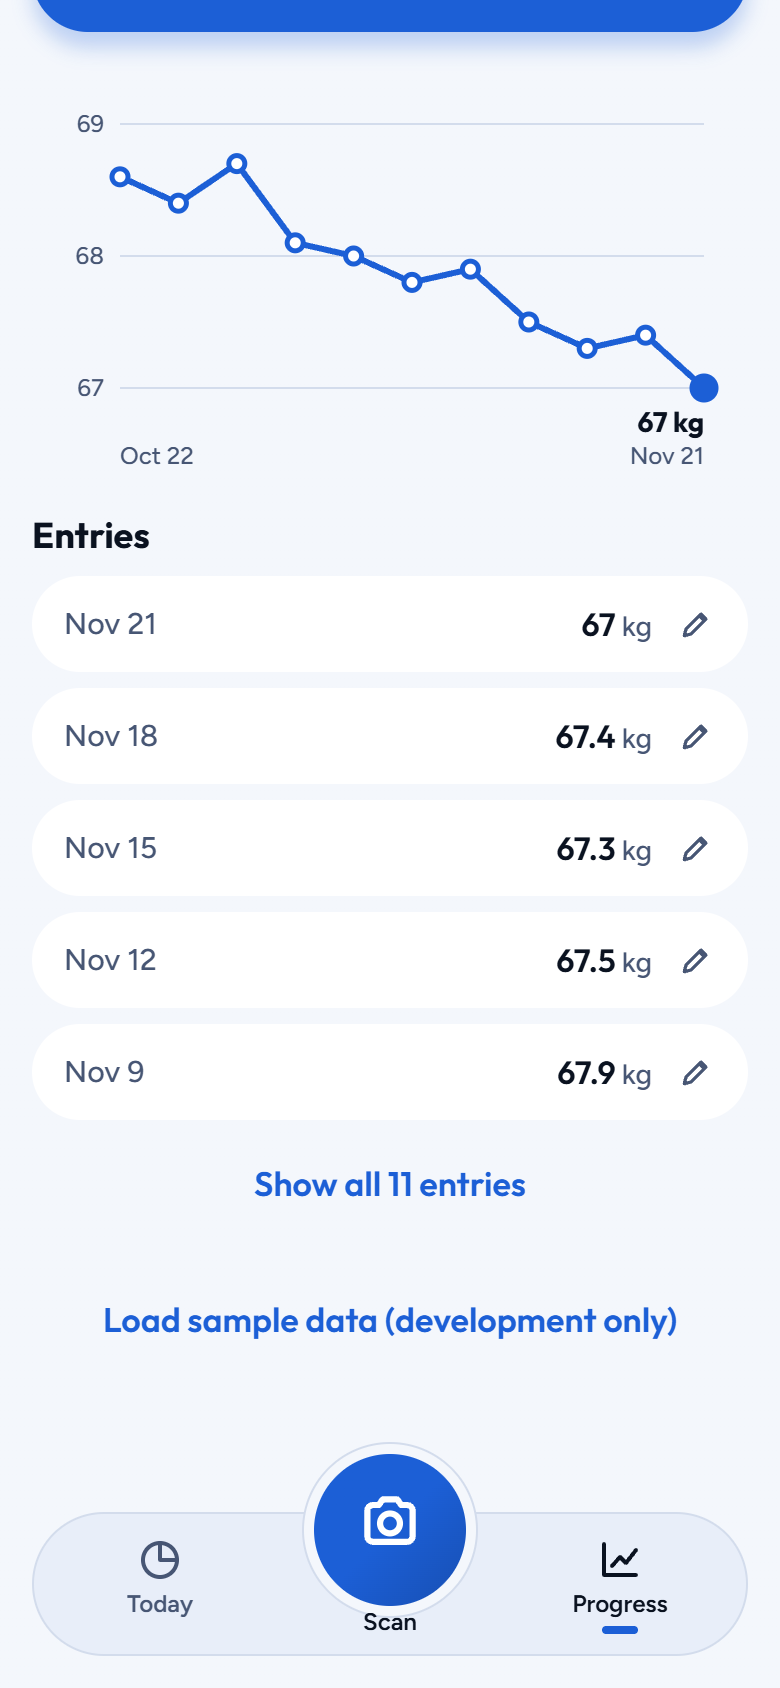 69
68
67
67 kg
Oct 22 Nov 21
Entries
Nov 21 67 kg
Nov 18 67.4 kg
Nov 15 67.3 kg
Nov 12 67.5 kg
Nov 9 67.9 kg
Show all 11 entries
Load sample data (development only)
Today Scan Progress